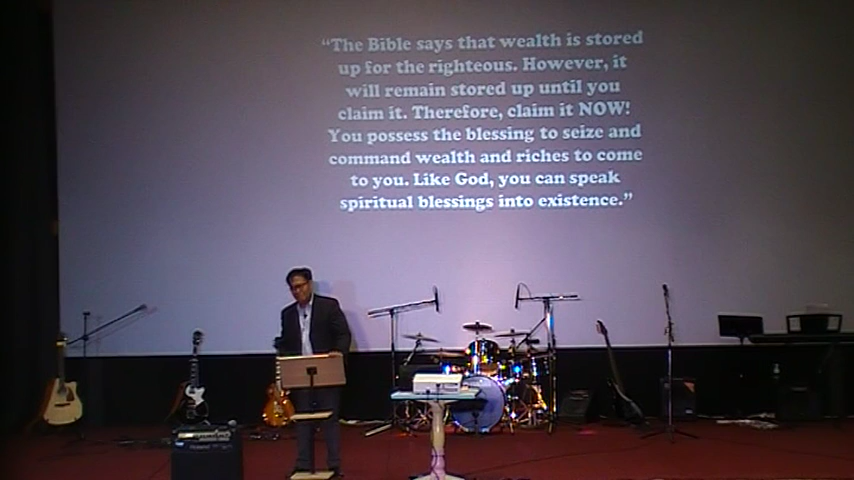 “The Bible says that wealth is stored
up for the righteous. However, it
will remain stored up until you
claim it. Therefore, claim it NOW!
You possess the blessing to seize and
command wealth and riches to come
to you. Like God, you can speak
spiritual blessings into existence.”